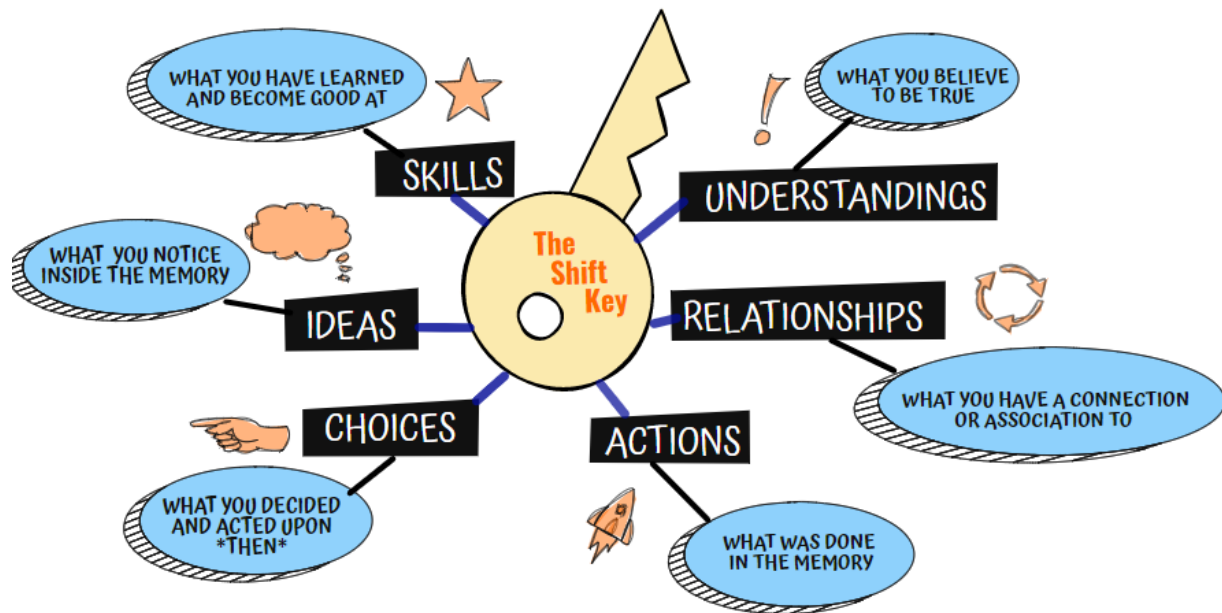 WHAT YOU HAVE LEARNED
AND BECOME GOOD AT
SKILLS
WHAT YOU BELIEVE
TO BE TRUE
UNDERSTANDINGS
The
Shift
Key
WHAT YOU NOTICE
INSIDE THE MEMORY
IDEAS
RELATIONSHIPS
WHAT YOU HAVE A CONNECTION
OR ASSOCIATION TO
CHOICES
WHAT YOU DECIDED
AND ACTED UPON
*THEN*
ACTIONS
WHAT WAS DONE
IN THE MEMORY